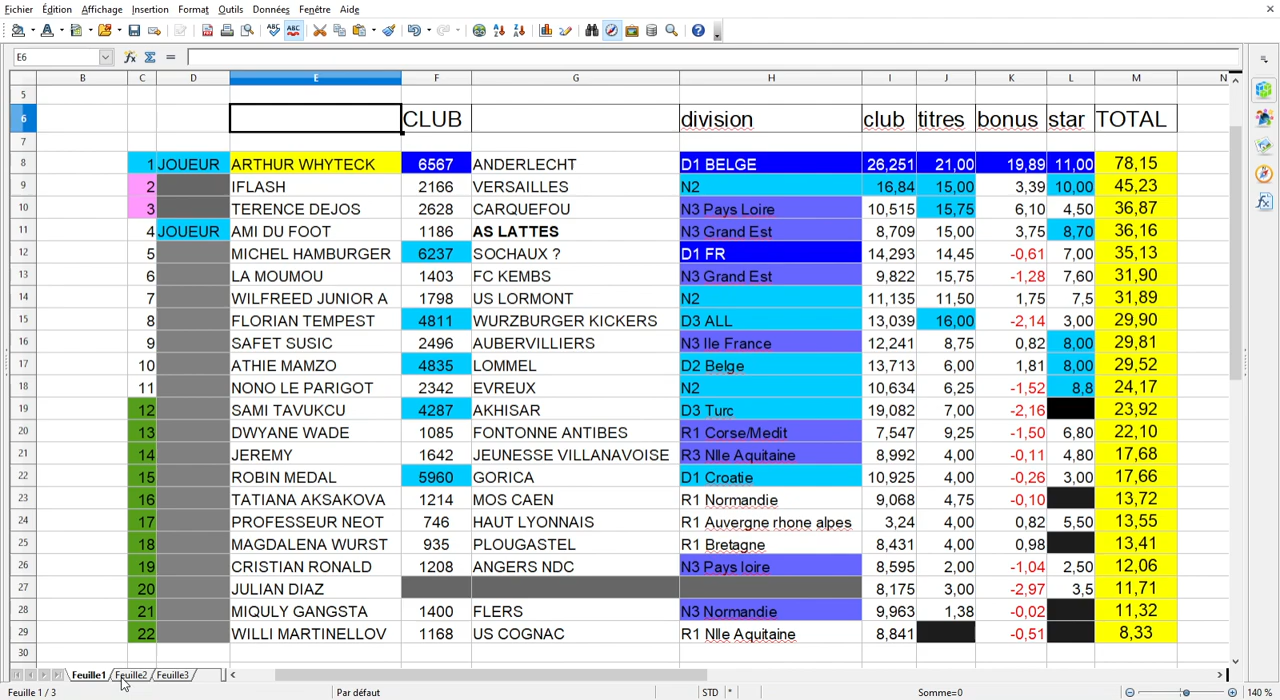 Fichier Édition Affichage Insertion Format Outils Données Fenêtre Aide
E6
B C D E F G H I J K L M N
5
6 CLUB division club titres bonus star TOTAL
7
8 1 JOUEUR ARTHUR WHYTECK 6567 ANDERLECHT D1 BELGE 26,251 21,00 19,89 11,00 78,15
9 2 IFLASH 2166 VERSAILLES N2 16,84 15,00 3,39 10,00 45,23
10 3 TERENCE DEJOS 2628 CARQUEFOU N3 Pays Loire 10,515 15,75 6,10 4,50 36,87
11 4 JOUEUR AMI DU FOOT 1186 AS LATTES N3 Grand Est 8,709 15,00 3,75 8,70 36,16
12 5 MICHEL HAMBURGER 6237 SOCHAUX ? D1 FR 14,293 14,45 -0,61 7,00 35,13
13 6 LA MOUMOU 1403 FC KEMBS N3 Grand Est 9,822 15,75 -1,28 7,60 31,90
14 7 WILFREED JUNIOR A 1798 US LORMONT N2 11,135 11,50 1,75 7,5 31,89
15 8 FLORIAN TEMPEST 4811 WURZBURGER KICKERS D3 ALL 13,039 16,00 -2,14 3,00 29,90
16 9 SAFET SUSIC 2496 AUBERVILLIERS N3 Ile France 12,241 8,75 0,82 8,00 29,81
17 10 ATHIE MAMZO 4835 LOMMEL D2 Belge 13,713 6,00 1,81 8,00 29,52
18 11 NONO LE PARIGOT 2342 EVREUX N2 10,634 6,25 -1,52 8,8 24,17
19 12 SAMI TAVUKCU 4287 AKHISAR D3 Turc 19,082 7,00 -2,16 23,92
20 13 DWYANE WADE 1085 FONTONNE ANTIBES R1 Corse/Medit 7,547 9,25 -1,50 6,80 22,10
21 14 JEREMY 1642 JEUNESSE VILLANAVOISE R3 Nlle Aquitaine 8,992 4,00 -0,11 4,80 17,68
22 15 ROBIN MEDAL 5960 GORICA D1 Croatie 10,925 4,00 -0,26 3,00 17,66
23 16 TATIANA AKSAKOVA 1214 MOS CAEN R1 Normandie 9,068 4,75 -0,10 13,72
24 17 PROFESSEUR NEOT 746 HAUT LYONNAIS R1 Auvergne rhone alpes 3,24 4,00 0,82 5,50 13,55
25 18 MAGDALENA WURST 935 PLOUGASTEL R1 Bretagne 8,431 4,00 0,98 13,41
26 19 CRISTIAN RONALD 1208 ANGERS NDC N3 Pays loire 8,595 2,00 -1,04 2,50 12,06
27 20 JULIAN DIAZ 8,175 3,00 -2,97 3,5 11,71
28 21 MIQULY GANGSTA 1400 FLERS N3 Normandie 9,963 1,38 -0,02 11,32
29 22 WILLI MARTINELLOV 1168 US COGNAC R1 Nlle Aquitaine 8,841 -0,51 8,33
30
Feuille1 Feuille2 Feuille3
Feuille 1 / 3 Par défaut STD * Somme=0 140 %